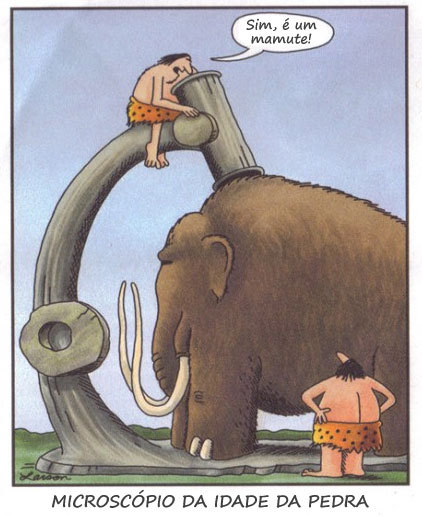 Sim, é um
mamute!
Larson
MICROSCÓPIO DA IDADE DA PEDRA